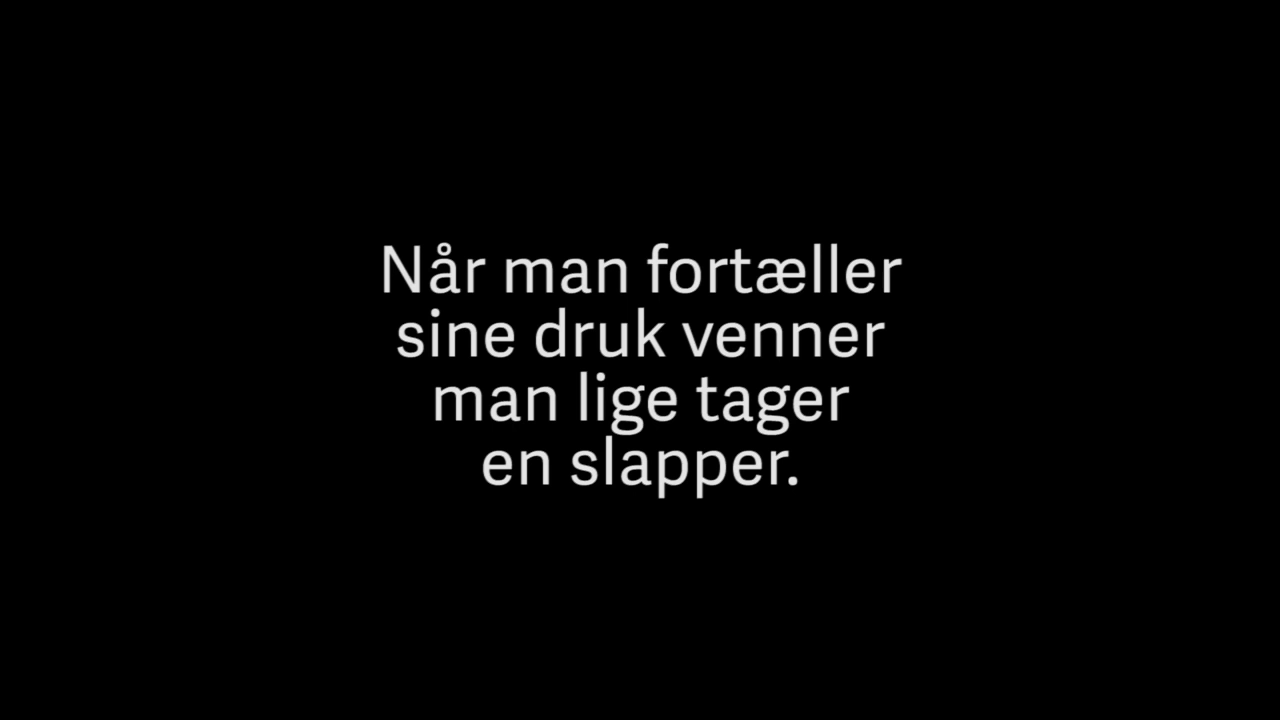 Når man fortæller
sine druk venner
man lige tager
en slapper.